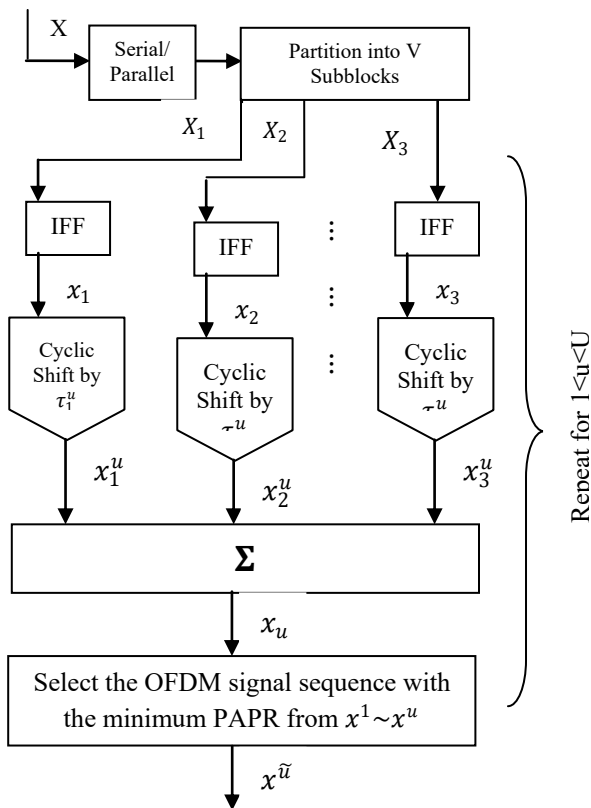 X
Serial/
Parallel
Partition into V
Subblocks
X₁
X₂
X₃
IFF
IFF
IFF
x₁
x₂
x₃
⋮
⋮
⋮
Cyclic
Shift by
τ₁ᵘ
Cyclic
Shift by
Cyclic
Shift by
x₁ᵘ
x₂ᵘ
x₃ᵘ
Σ
xᵤ
Select the OFDM signal sequence with
the minimum PAPR from x¹~xᵘ
x^ũ
Repeat for 1<u<U